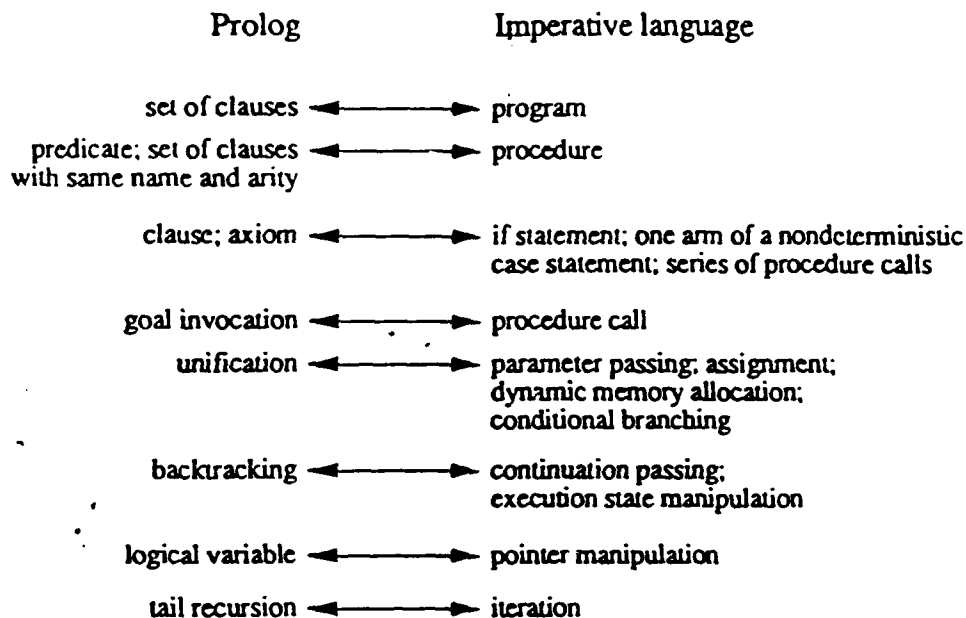 Prolog Imperative language
set of clauses program
predicate; set of clauses procedure
with same name and arity
clause; axiom if statement; one arm of a nondeterministic
case statement; series of procedure calls
goal invocation procedure call
unification parameter passing; assignment;
dynamic memory allocation;
conditional branching
backtracking continuation passing;
execution state manipulation
logical variable pointer manipulation
tail recursion iteration